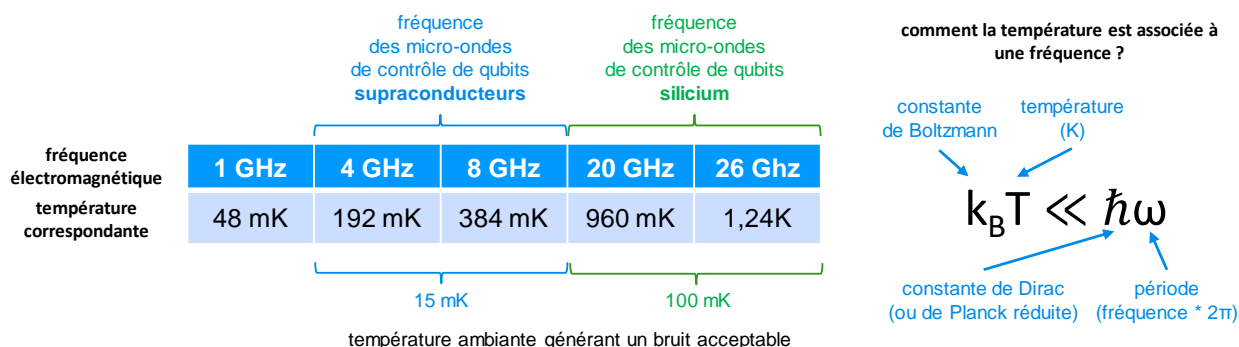 fréquence
des micro-ondes
de contrôle de qubits
supraconducteurs
fréquence
des micro-ondes
de contrôle de qubits
silicium
fréquence
électromagnétique
1 GHz 4 GHz 8 GHz 20 GHz 26 Ghz
température
correspondante
48 mK 192 mK 384 mK 960 mK 1,24K
15 mK 100 mK
température ambiante générant un bruit acceptable
comment la température est associée à
une fréquence ?
constante
de Boltzmann
température
(K)
k_BT ≪ ℏω
constante de Dirac
(ou de Planck réduite)
période
(fréquence * 2π)